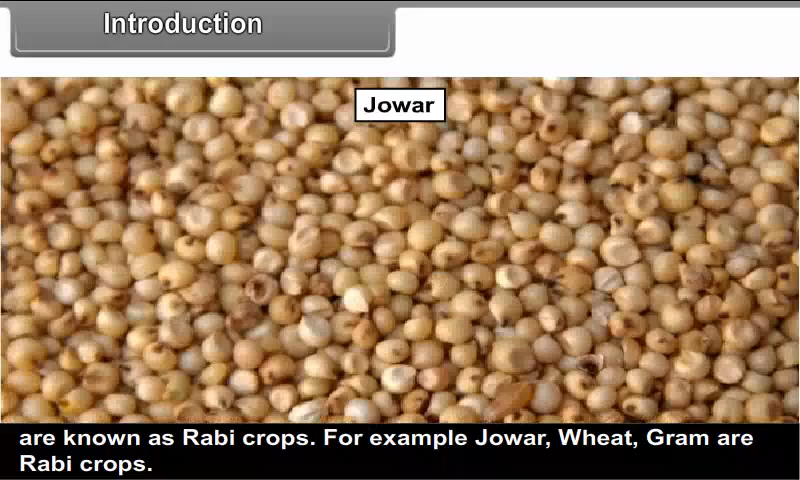 Introduction
Jowar
are known as Rabi crops. For example Jowar, Wheat, Gram are
Rabi crops.